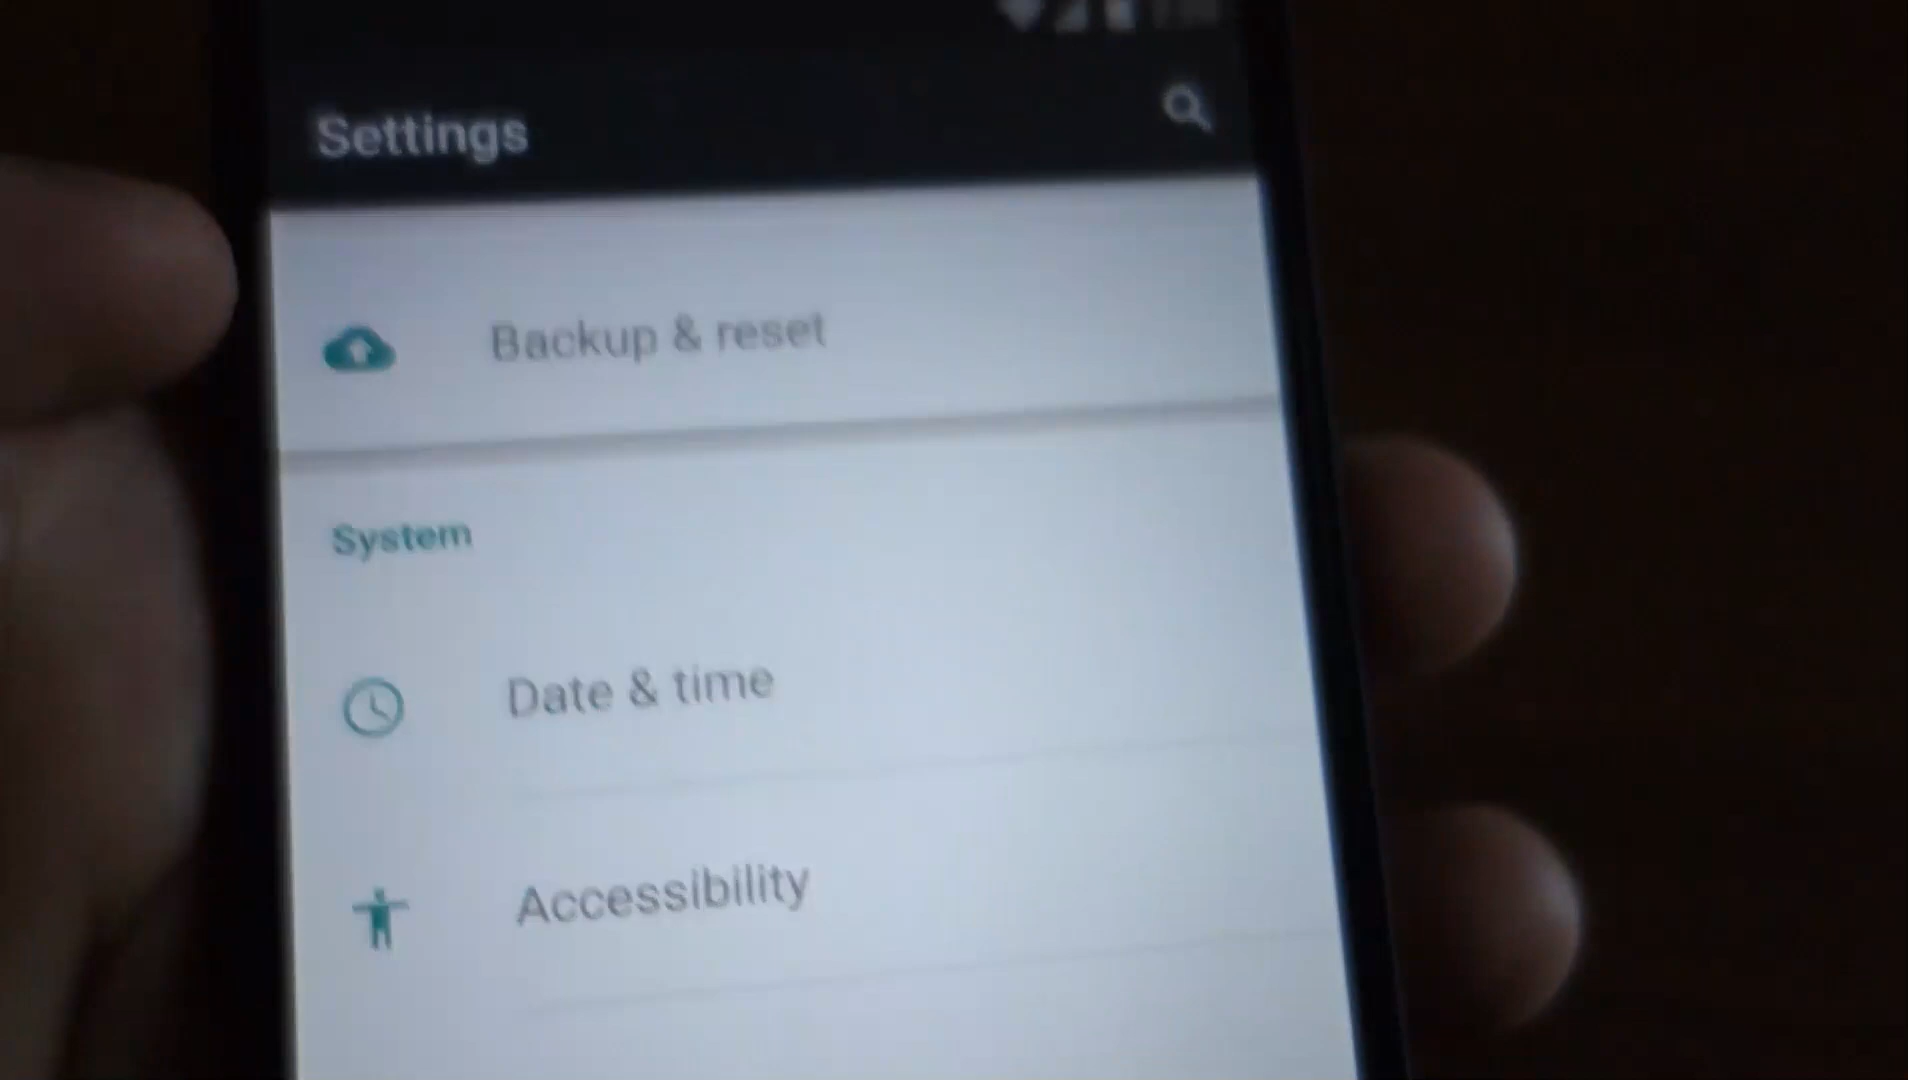 Settings
Backup & reset
System
Date & time
Accessibility